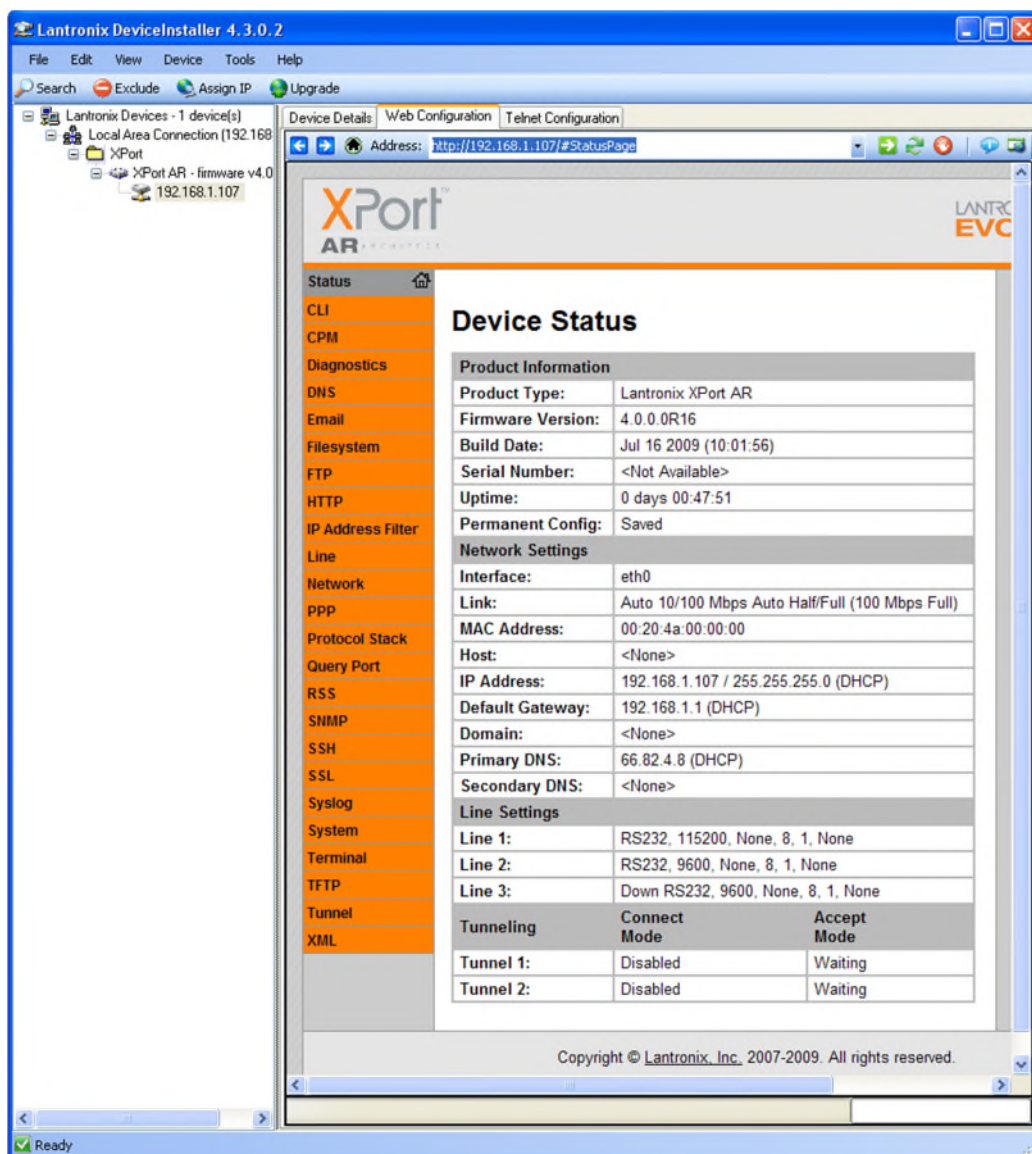 Lantronix DeviceInstaller 4.3.0.2
File Edit View Device Tools Help
Search Exclude Assign IP Upgrade
Lantronix Devices - 1 device(s)
Local Area Connection (192.168
XPort
XPort AR - firmware v4.0
192.168.1.107
Device Details Web Configuration Telnet Configuration
Address: http://192.168.1.107/#StatusPage
XPort™
AR
LANTRO
EVO
Status
CLI
CPM
Diagnostics
DNS
Email
Filesystem
FTP
HTTP
IP Address Filter
Line
Network
PPP
Protocol Stack
Query Port
RSS
SNMP
SSH
SSL
Syslog
System
Terminal
TFTP
Tunnel
XML
Device Status
Product Information
Product Type: Lantronix XPort AR
Firmware Version: 4.0.0.0R16
Build Date: Jul 16 2009 (10:01:56)
Serial Number: <Not Available>
Uptime: 0 days 00:47:51
Permanent Config: Saved
Network Settings
Interface: eth0
Link: Auto 10/100 Mbps Auto Half/Full (100 Mbps Full)
MAC Address: 00:20:4a:00:00:00
Host: <None>
IP Address: 192.168.1.107 / 255.255.255.0 (DHCP)
Default Gateway: 192.168.1.1 (DHCP)
Domain: <None>
Primary DNS: 66.82.4.8 (DHCP)
Secondary DNS: <None>
Line Settings
Line 1: RS232, 115200, None, 8, 1, None
Line 2: RS232, 9600, None, 8, 1, None
Line 3: Down RS232, 9600, None, 8, 1, None
Tunneling Connect Mode Accept Mode
Tunnel 1: Disabled Waiting
Tunnel 2: Disabled Waiting
Copyright © Lantronix, Inc. 2007-2009. All rights reserved.
Ready